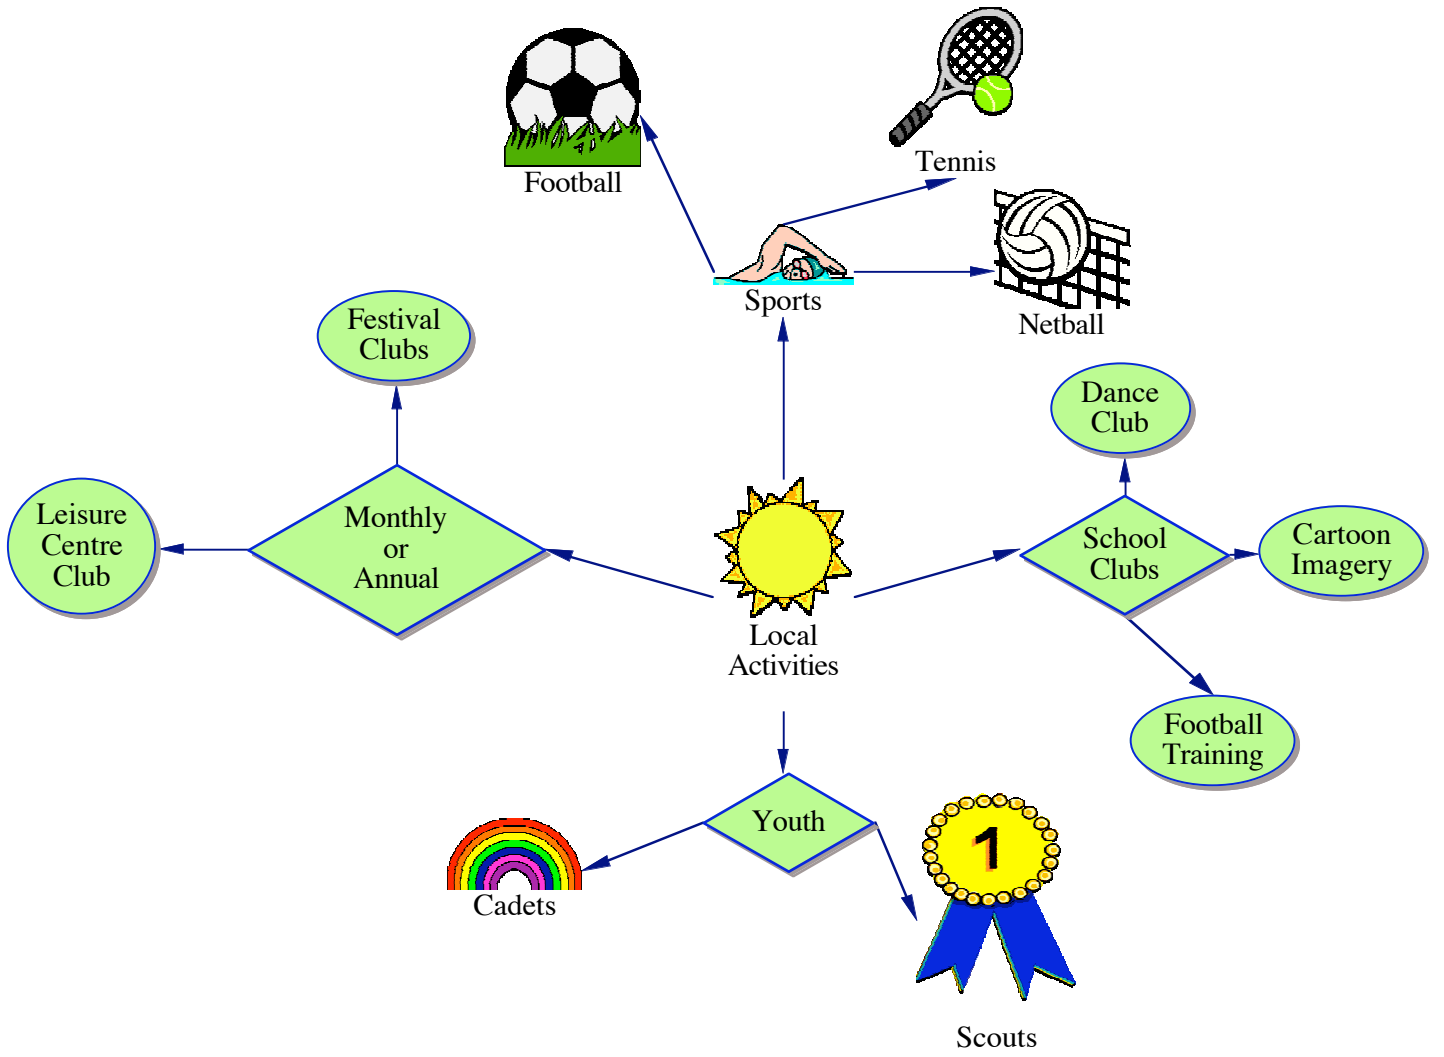 Tennis
Football
Sports
Netball
Festival
Clubs
Dance
Club
Leisure
Centre
Club
Monthly
or
Annual
School
Clubs
Cartoon
Imagery
Local
Activities
Football
Training
Youth
1
Cadets
Scouts